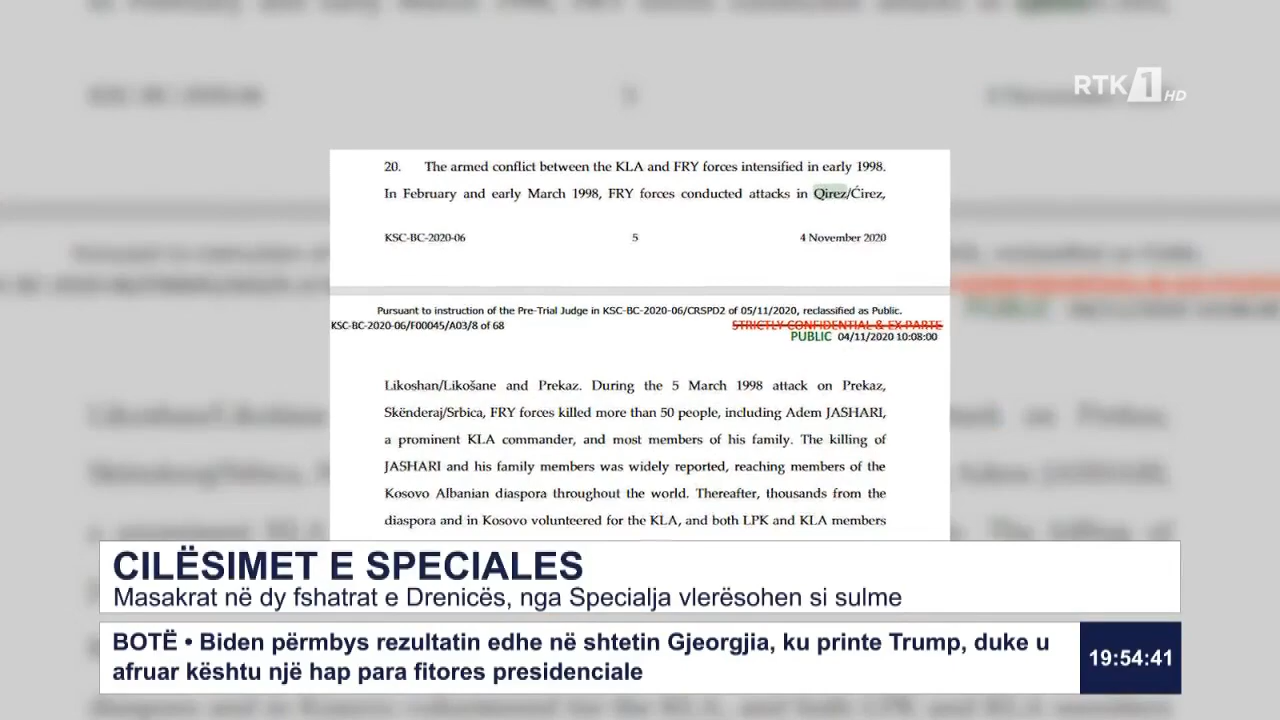 RTK 1 HD
20. The armed conflict between the KLA and FRY forces intensified in early 1998.
In February and early March 1998, FRY forces conducted attacks in Qirez/Ćirez,
KSC-BC-2020-06 5 4 November 2020
Pursuant to instruction of the Pre-Trial Judge in KSC-BC-2020-06/CRSPD2 of 05/11/2020, reclassified as Public.
KSC-BC-2020-06/F00045/A03/8 of 68 STRICTLY CONFIDENTIAL & EX PARTE
PUBLIC 04/11/2020 10:08:00
Likoshan/Likošane and Prekaz. During the 5 March 1998 attack on Prekaz,
Skënderaj/Srbica, FRY forces killed more than 50 people, including Adem JASHARI,
a prominent KLA commander, and most members of his family. The killing of
JASHARI and his family members was widely reported, reaching members of the
Kosovo Albanian diaspora throughout the world. Thereafter, thousands from the
diaspora and in Kosovo volunteered for the KLA, and both LPK and KLA members
CILËSIMET E SPECIALES
Masakrat në dy fshatrat e Drenicës, nga Specialja vlerësohen si sulme
BOTË • Biden përmbys rezultatin edhe në shtetin Gjeorgjia, ku printe Trump, duke u
afruar kështu një hap para fitores presidenciale
19:54:41